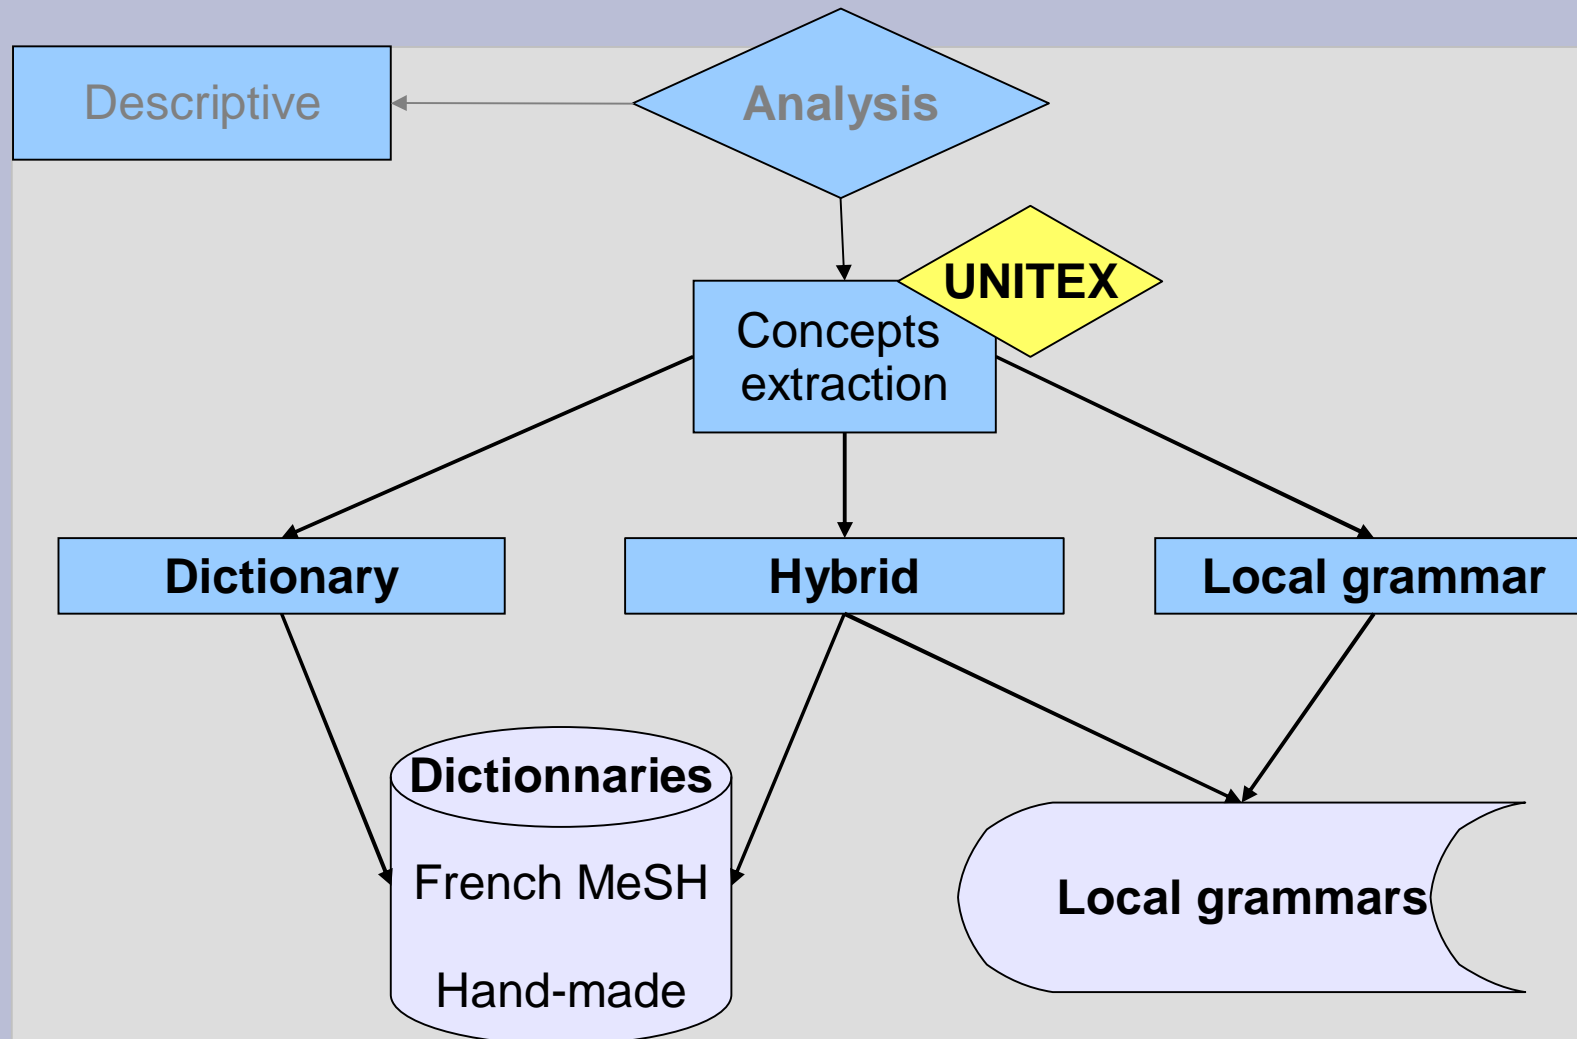 Descriptive
Analysis
UNITEX
Concepts
extraction
Dictionary
Hybrid
Local grammar
Dictionnaries
French MeSH
Local grammars
Hand-made